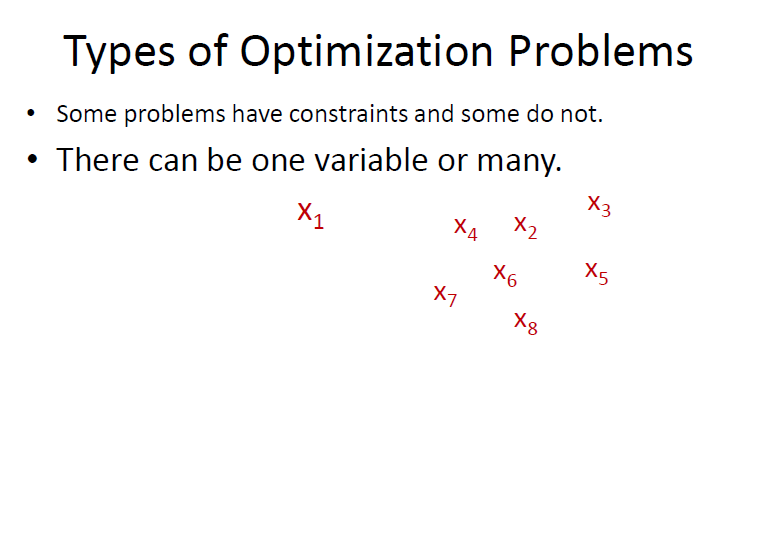 Types of Optimization Problems
• Some problems have constraints and some do not.
• There can be one variable or many.
x₁
x₄ x₂ x₃
x₇ x₆ x₅
x₈